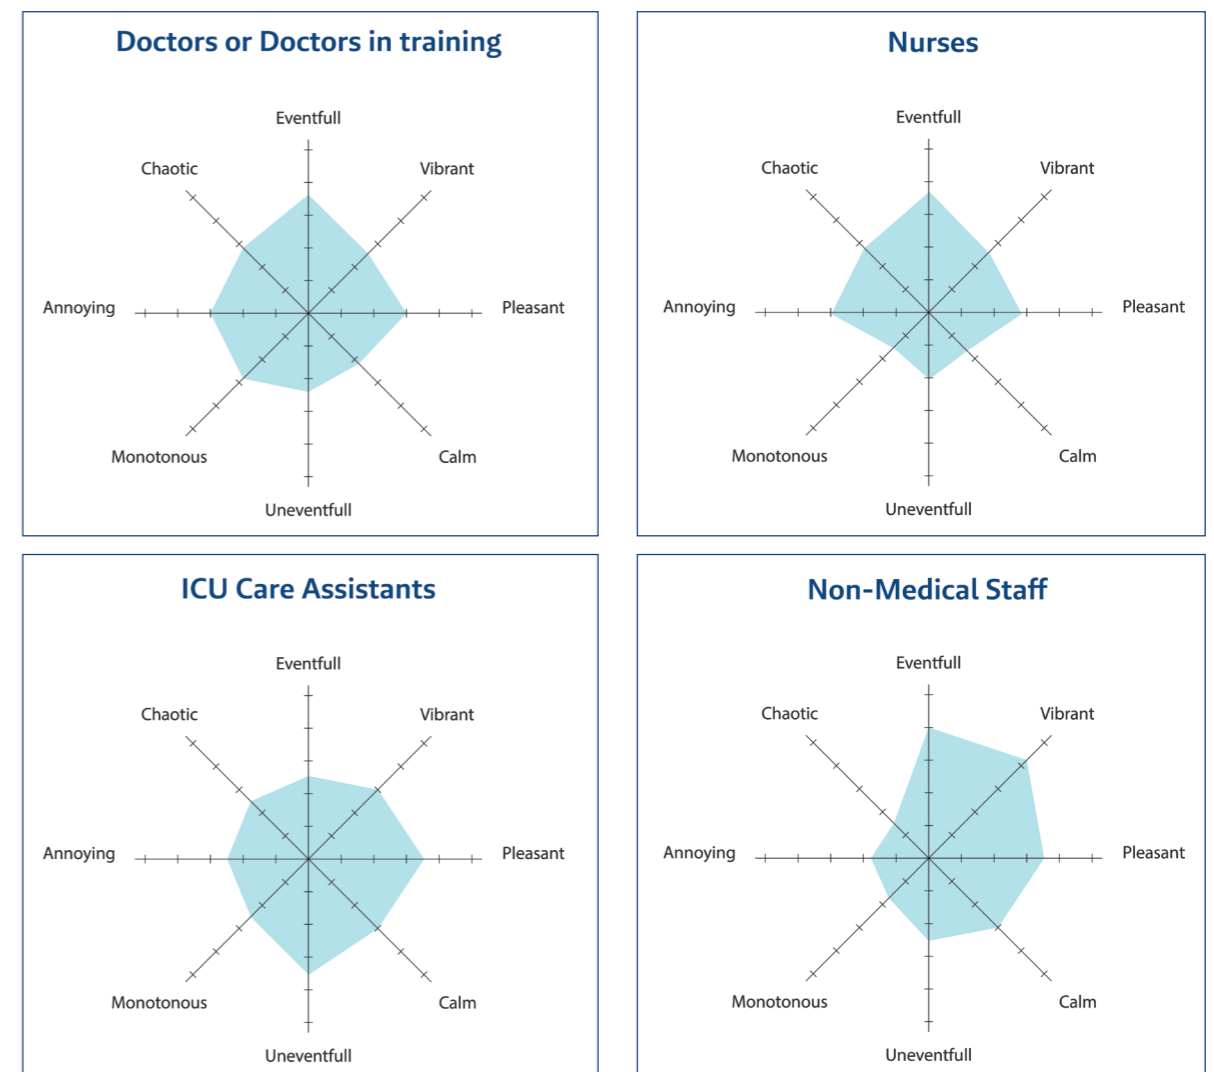 Doctors or Doctors in training
Eventfull
Chaotic
Vibrant
Annoying
Pleasant
Monotonous
Calm
Uneventfull
Nurses
Eventfull
Chaotic
Vibrant
Annoying
Pleasant
Monotonous
Calm
Uneventfull
ICU Care Assistants
Eventfull
Chaotic
Vibrant
Annoying
Pleasant
Monotonous
Calm
Uneventfull
Non-Medical Staff
Eventfull
Chaotic
Vibrant
Annoying
Pleasant
Monotonous
Calm
Uneventfull